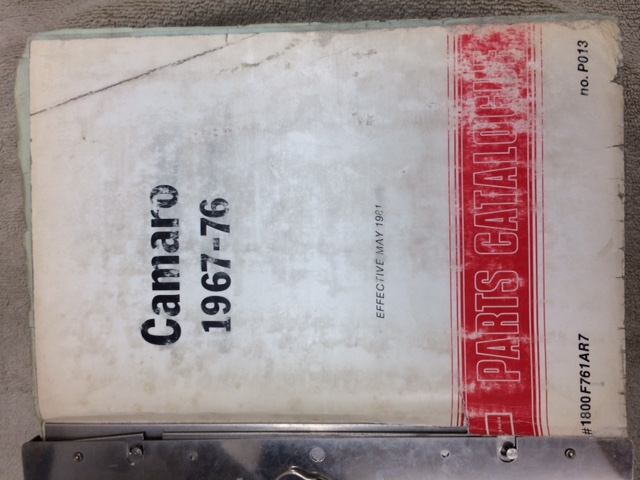 Camaro
1967-76
EFFECTIVE MAY 1981
PARTS CATALOGUE
#1800F761AR7
no. P013